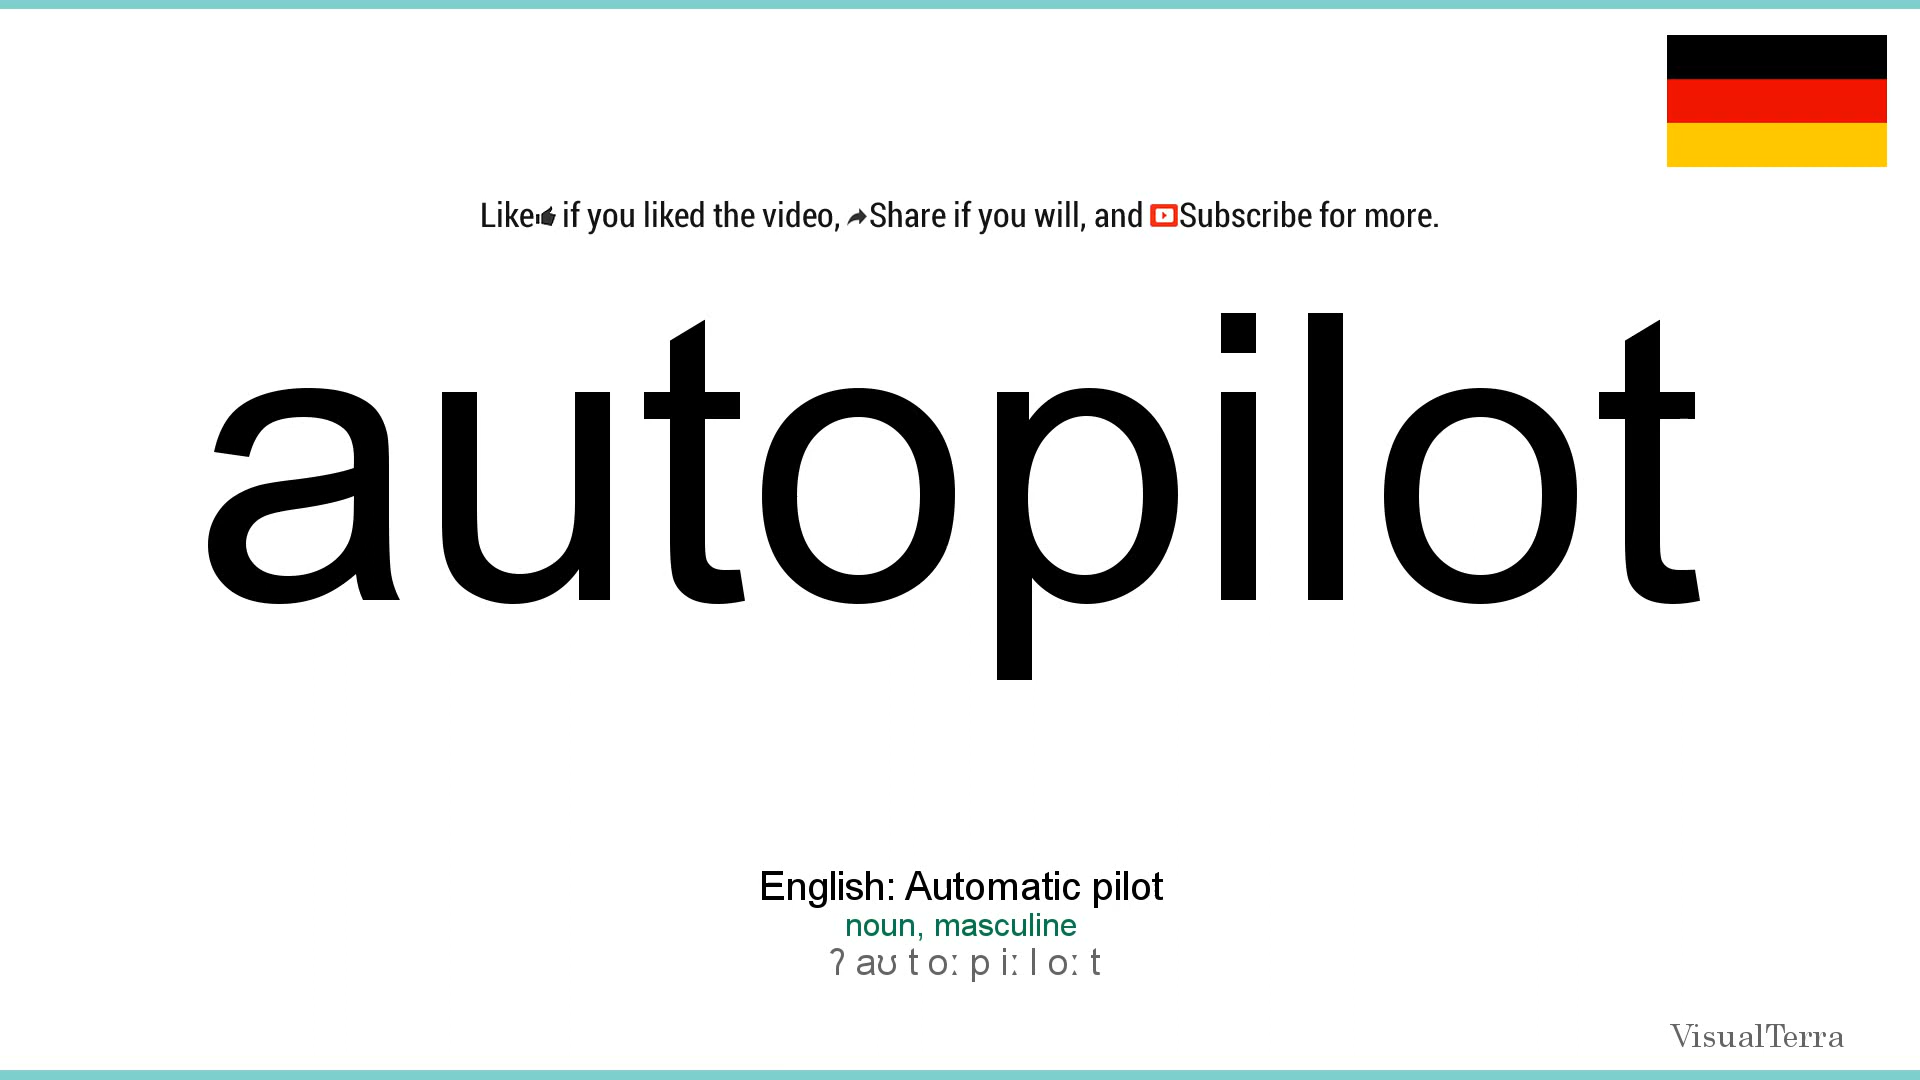 Like if you liked the video, Share if you will, and Subscribe for more.
autopilot
English: Automatic pilot
noun, masculine
ʔ aʊ t oː p iː l oː t
VisualTerra